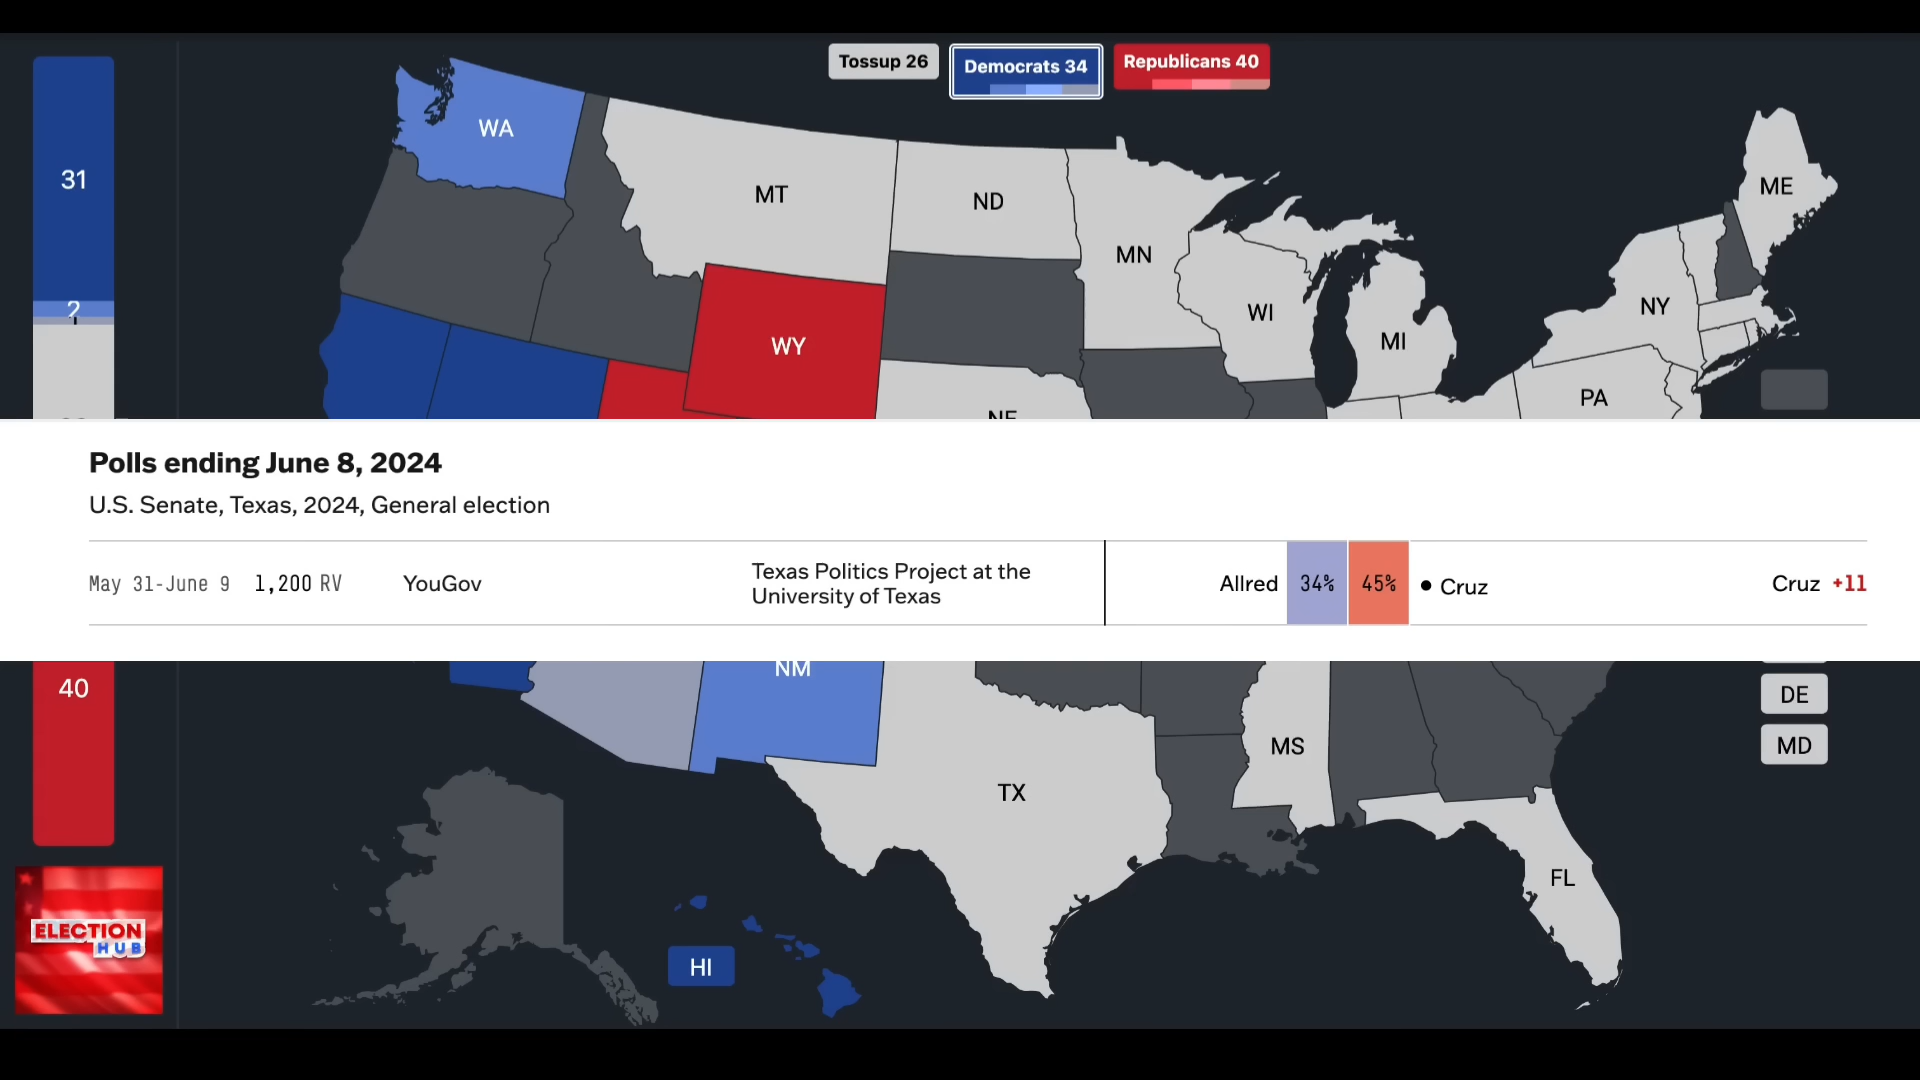 Tossup 26
Democrats 34
Republicans 40
31
2
WA
MT
ND
MN
WI
MI
NY
ME
PA
WY
NE
Polls ending June 8, 2024
U.S. Senate, Texas, 2024, General election
May 31-June 9 1,200 RV YouGov Texas Politics Project at the
University of Texas
Allred 34% 45% Cruz Cruz +11
40
NM
DE
MD
MS
TX
FL
HI
ELECTION
HUB